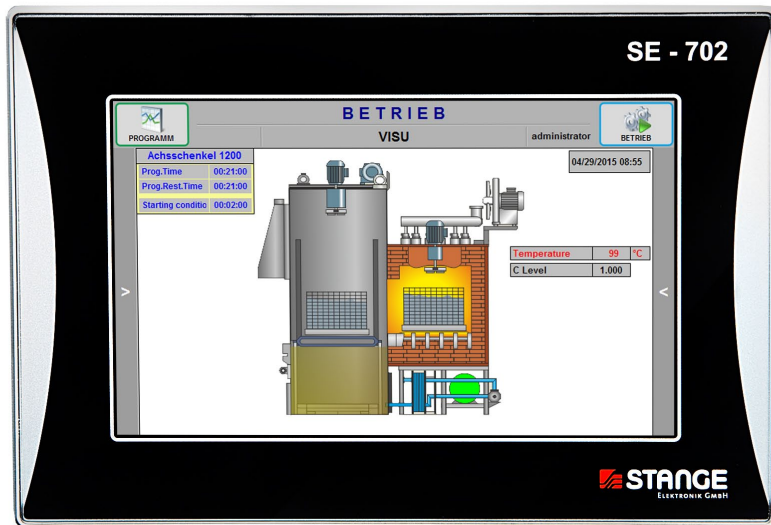 SE - 702
BETRIEB
PROGRAMM
VISU
administrator
BETRIEB
Achsschenkel 1200
Prog.Time 00:21:00
Prog.Rest.Time 00:21:00
Starting conditio 00:02:00
04/29/2015 08:55
Temperature 99 °C
C Level 1.000
>
<
STANGE
ELEKTRONIK GMBH